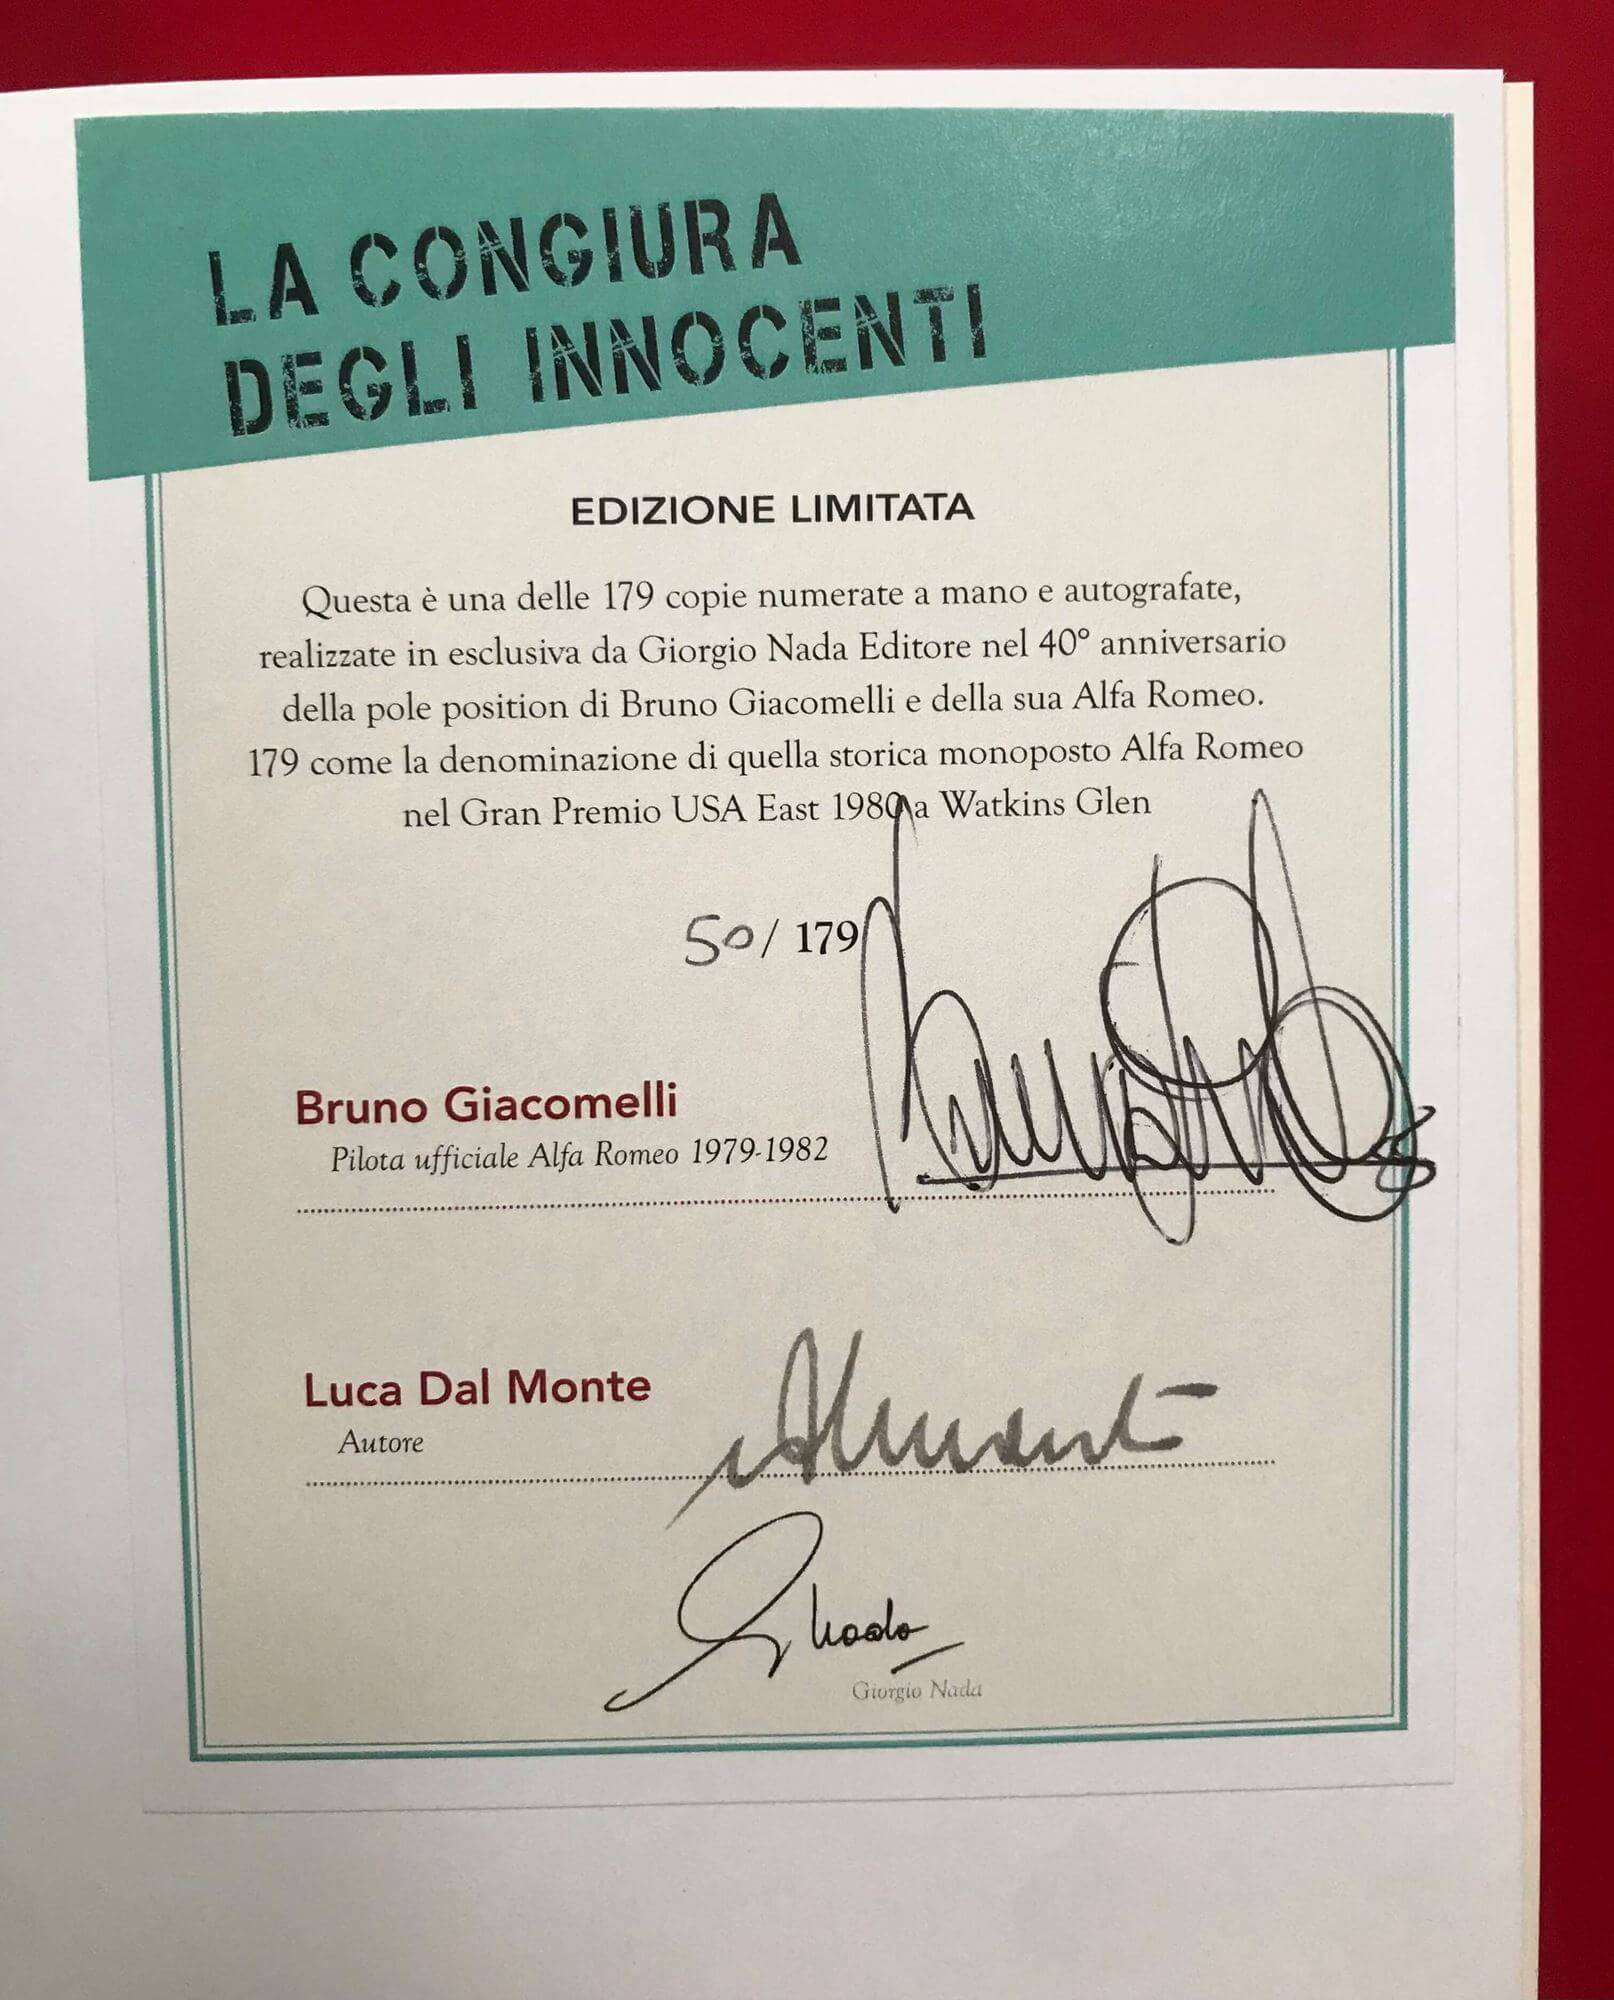 LA CONGIURA
DEGLI INNOCENTI
EDIZIONE LIMITATA
Questa è una delle 179 copie numerate a mano e autografate,
realizzate in esclusiva da Giorgio Nada Editore nel 40° anniversario
della pole position di Bruno Giacomelli e della sua Alfa Romeo.
179 come la denominazione di quella storica monoposto Alfa Romeo
nel Gran Premio USA East 1980 a Watkins Glen
50 / 179
Bruno Giacomelli
Pilota ufficiale Alfa Romeo 1979-1982
Luca Dal Monte
Autore
Giorgio Nada